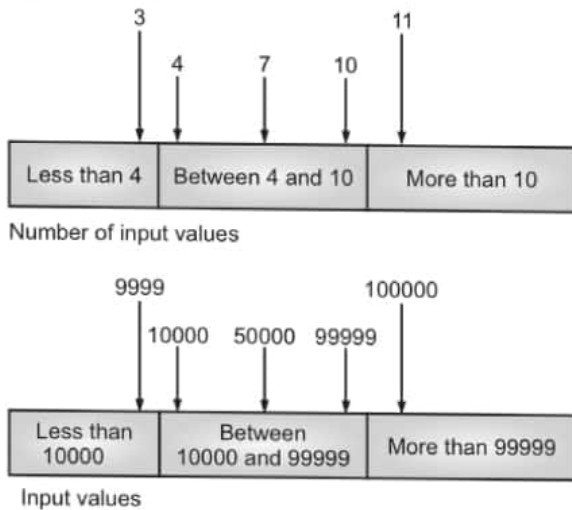 3
11
4 7 10
Less than 4 Between 4 and 10 More than 10
Number of input values
9999
100000
10000 50000 99999
Less than
10000
Between
10000 and 99999
More than 99999
Input values